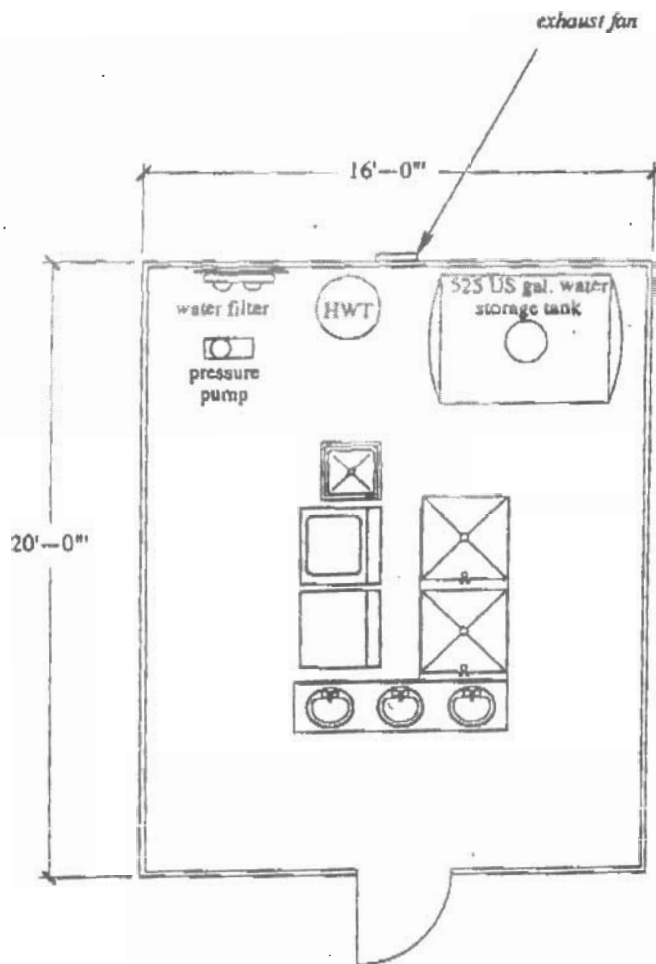 exhaust fan
16'-0"'
water filter
HWT
525 US gal. water
storage tank
pressure
pump
20'-0"'